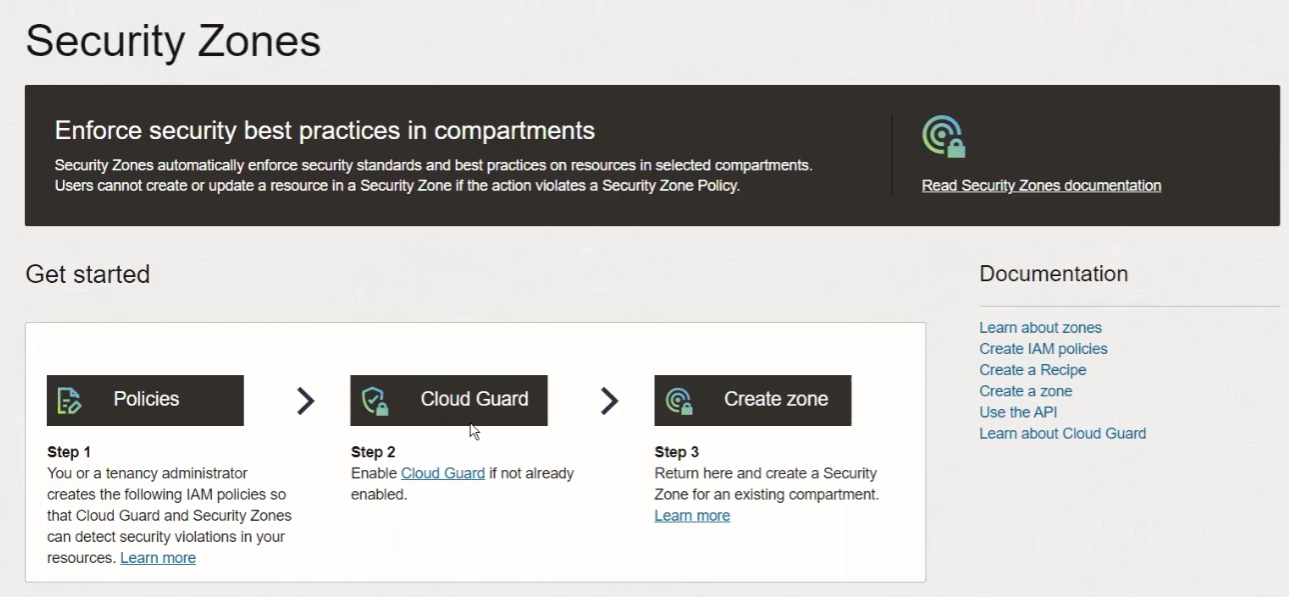 Security Zones
Enforce security best practices in compartments
Security Zones automatically enforce security standards and best practices on resources in selected compartments.
Users cannot create or update a resource in a Security Zone if the action violates a Security Zone Policy.
Read Security Zones documentation
Get started
Policies
Step 1
You or a tenancy administrator
creates the following IAM policies so
that Cloud Guard and Security Zones
can detect security violations in your
resources. Learn more
Cloud Guard
Step 2
Enable Cloud Guard if not already
enabled.
Create zone
Step 3
Return here and create a Security
Zone for an existing compartment.
Learn more
Documentation
Learn about zones
Create IAM policies
Create a Recipe
Create a zone
Use the API
Learn about Cloud Guard